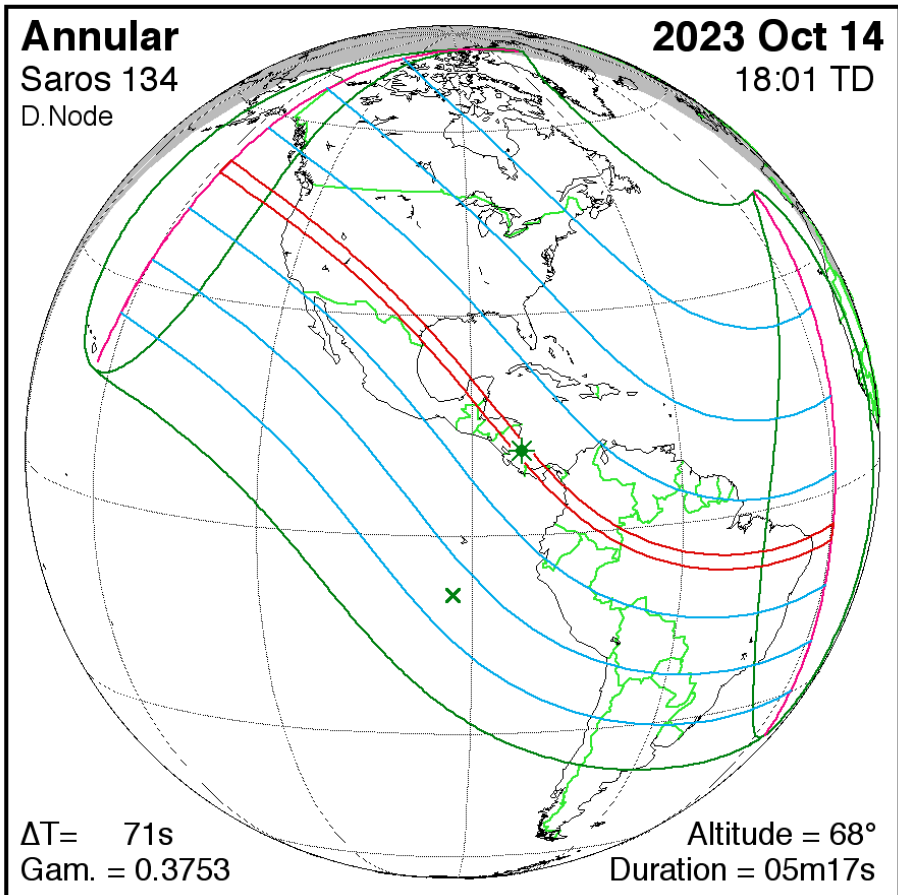 Annular
Saros 134
D.Node
2023 Oct 14
18:01 TD
ΔT= 71s
Gam. = 0.3753
Altitude = 68°
Duration = 05m17s